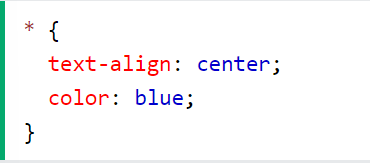 * {
  text-align: center;
  color: blue;
}